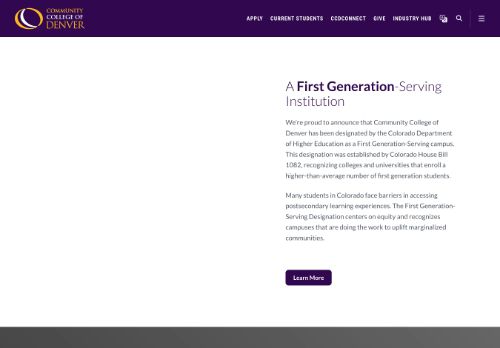 COMMUNITY
COLLEGE OF
DENVER
APPLY CURRENT STUDENTS CCDCONNECT GIVE INDUSTRY HUB
A First Generation-Serving
Institution
We're proud to announce that Community College of
Denver has been designated by the Colorado Department
of Higher Education as a First Generation-Serving campus.
This designation was established by Colorado House Bill
1082, recognizing colleges and universities that enroll a
higher-than-average number of first generation students.
Many students in Colorado face barriers in accessing
postsecondary learning experiences. The First Generation-
Serving Designation centers on equity and recognizes
campuses that are doing the work to uplift marginalized
communities.
Learn More